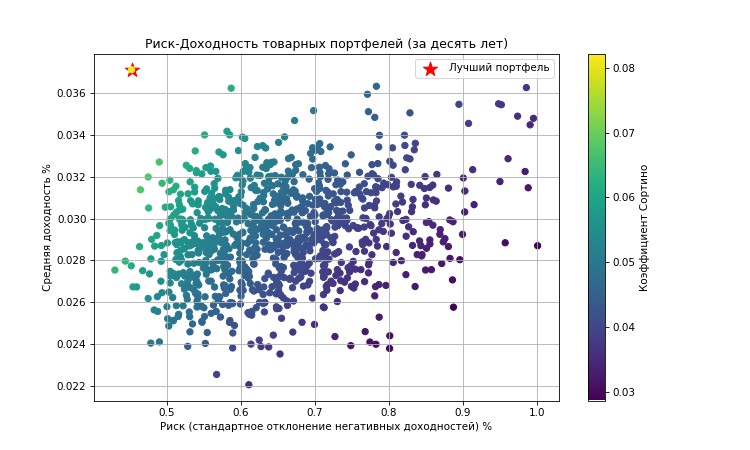 Риск-Доходность товарных портфелей (за десять лет)
Лучший портфель
Средняя доходность %
0.036
0.034
0.032
0.030
0.028
0.026
0.024
0.022
0.5 0.6 0.7 0.8 0.9 1.0
Риск (стандартное отклонение негативных доходностей) %
0.08
0.07
0.06
0.05
0.04
0.03
Коэффициент Сортино